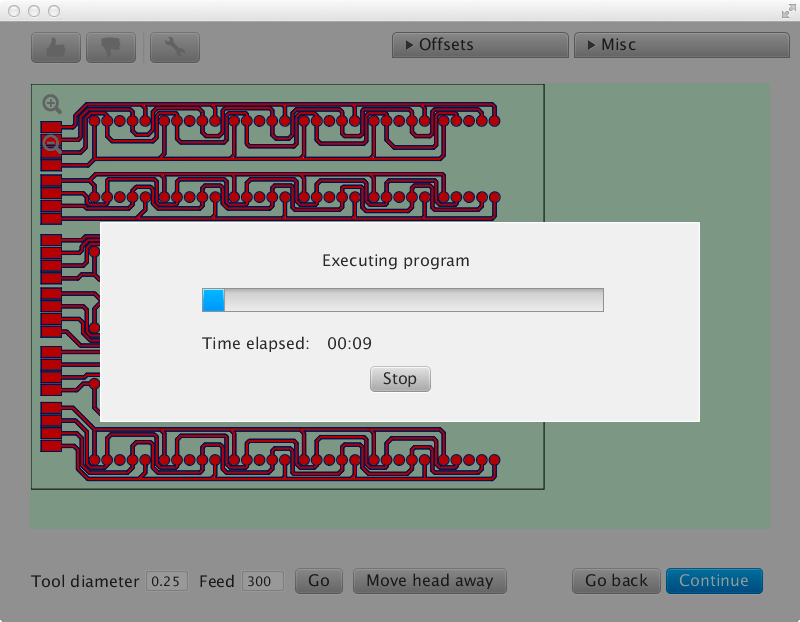 Offsets
Misc
Executing program
Time elapsed: 00:09
Stop
Tool diameter 0.25 Feed 300 Go Move head away Go back Continue